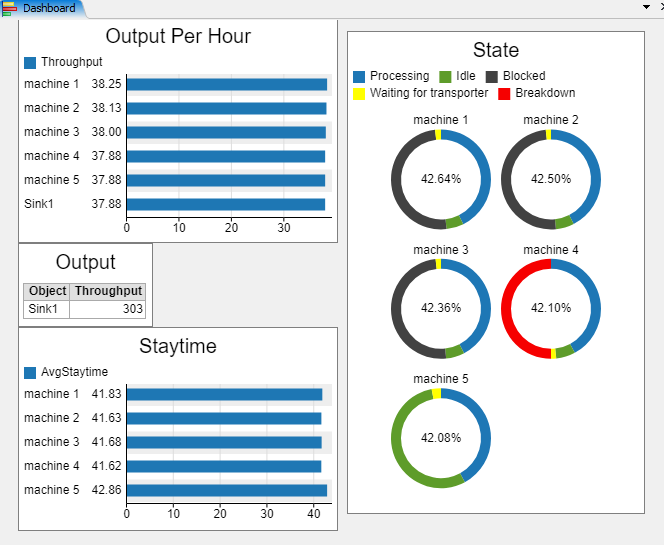 Dashboard
Output Per Hour
Throughput
machine 1 38.25
machine 2 38.13
machine 3 38.00
machine 4 37.88
machine 5 37.88
Sink1 37.88
0 10 20 30
Output
Object Throughput
Sink1 303
Staytime
AvgStaytime
machine 1 41.83
machine 2 41.63
machine 3 41.68
machine 4 41.62
machine 5 42.86
0 10 20 30 40
State
Processing Idle Blocked
Waiting for transporter Breakdown
machine 1 machine 2
42.64% 42.50%
machine 3 machine 4
42.36% 42.10%
machine 5
42.08%